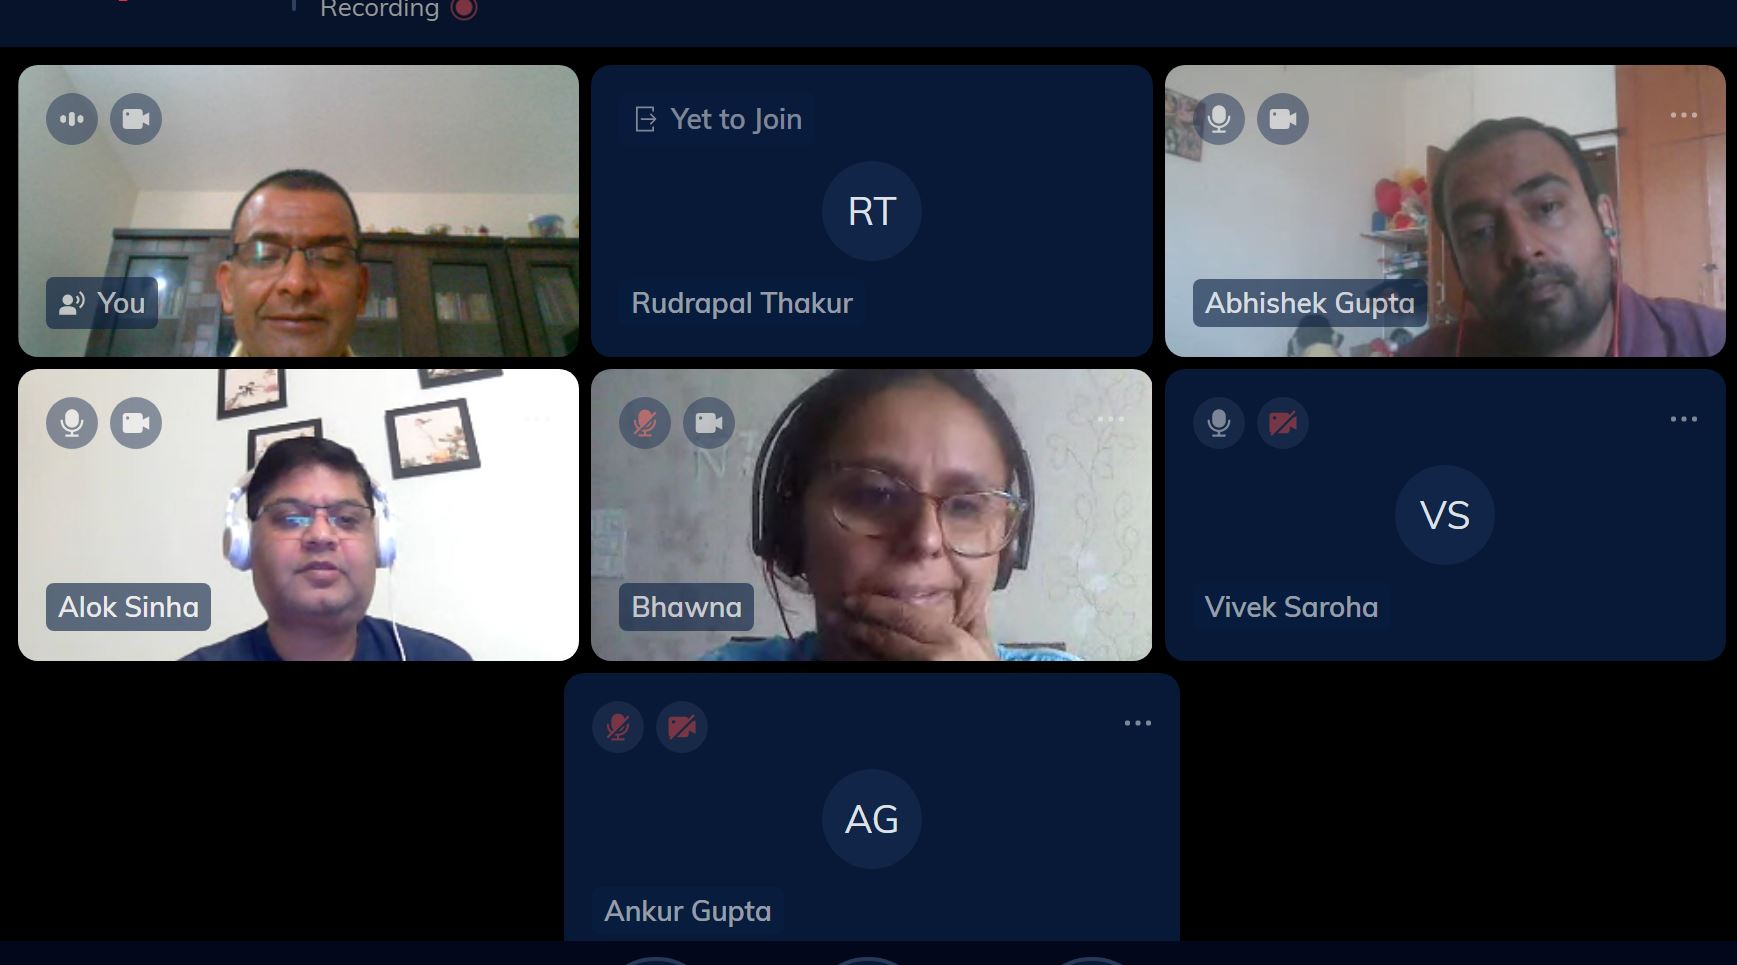 Recording
You
Yet to Join
RT
Rudrapal Thakur
Abhishek Gupta
Alok Sinha
Bhawna
VS
Vivek Saroha
AG
Ankur Gupta